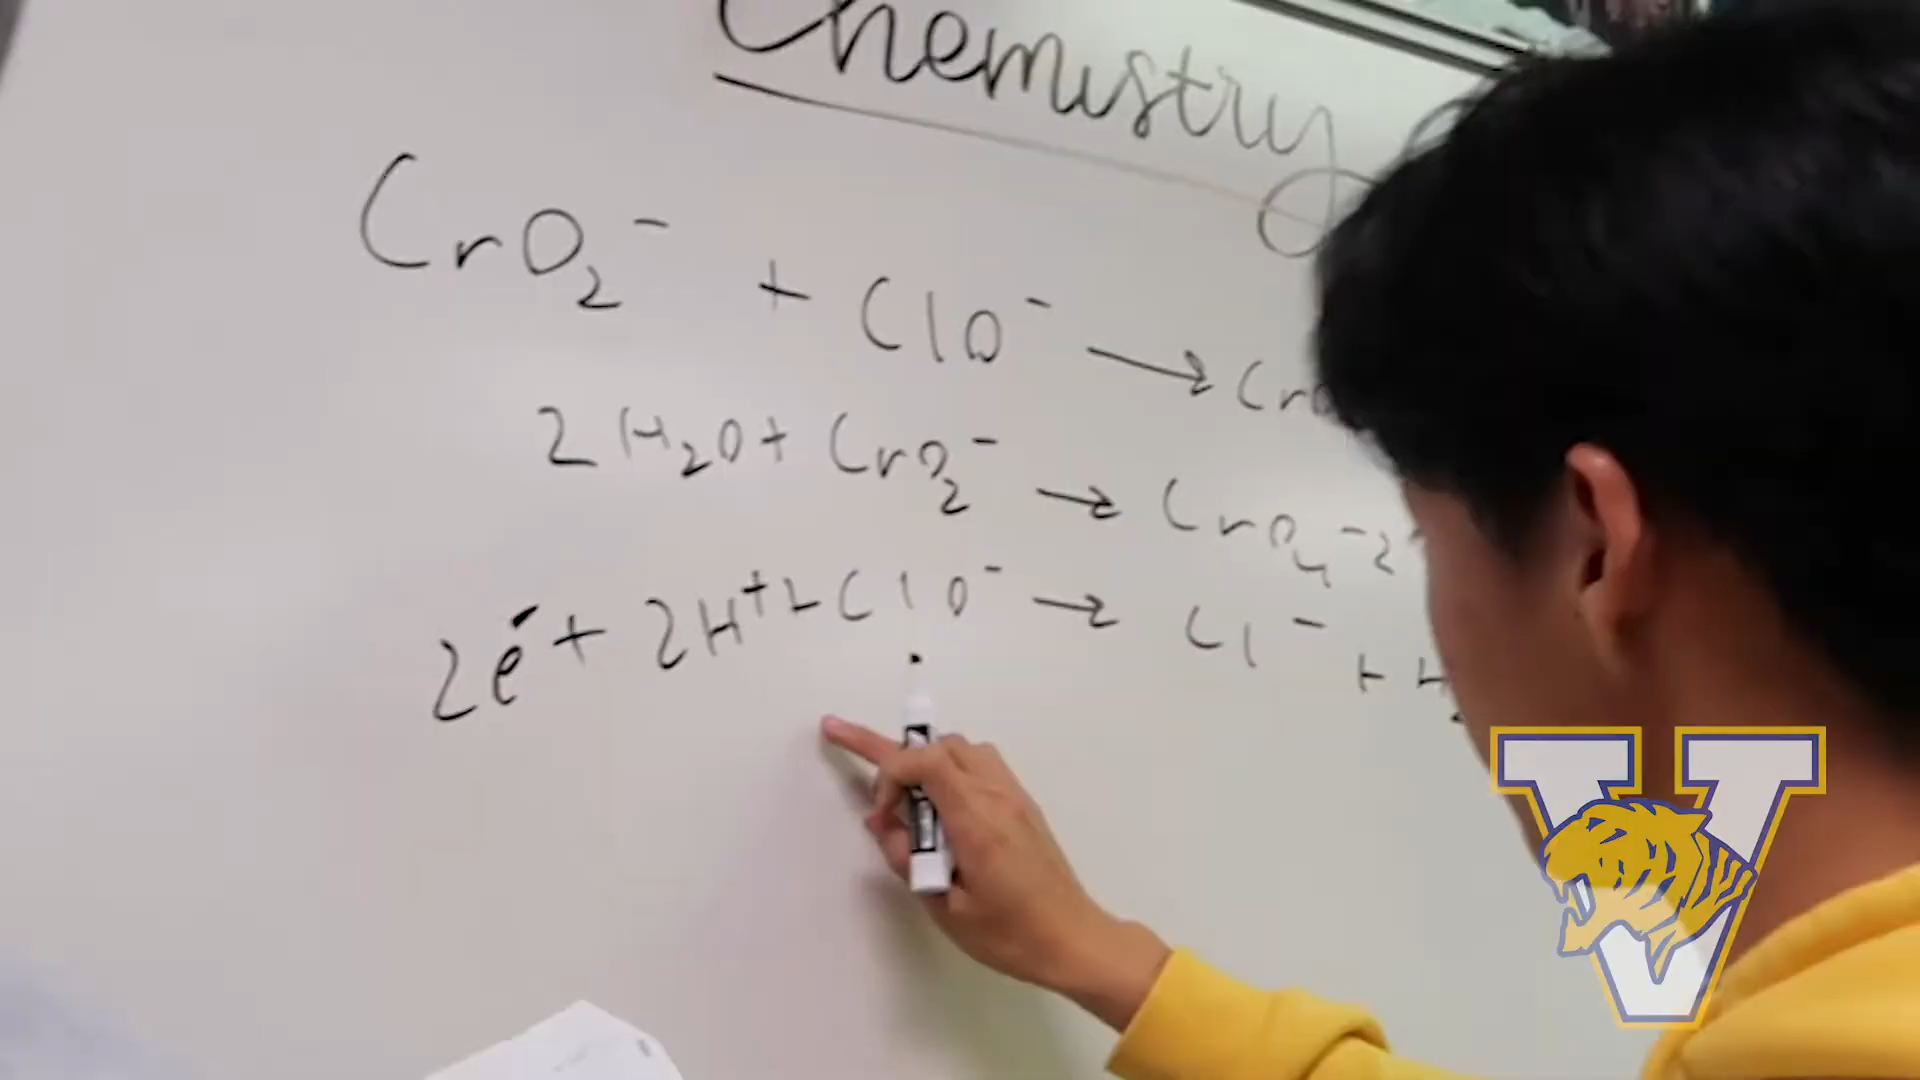 Chemistry
CrO₂⁻ + ClO⁻ → Cr
2H₂O + CrO₂⁻ → CrO₄⁻²
2e⁻ + 2H⁺ + ClO⁻ → Cl⁻ + H
V